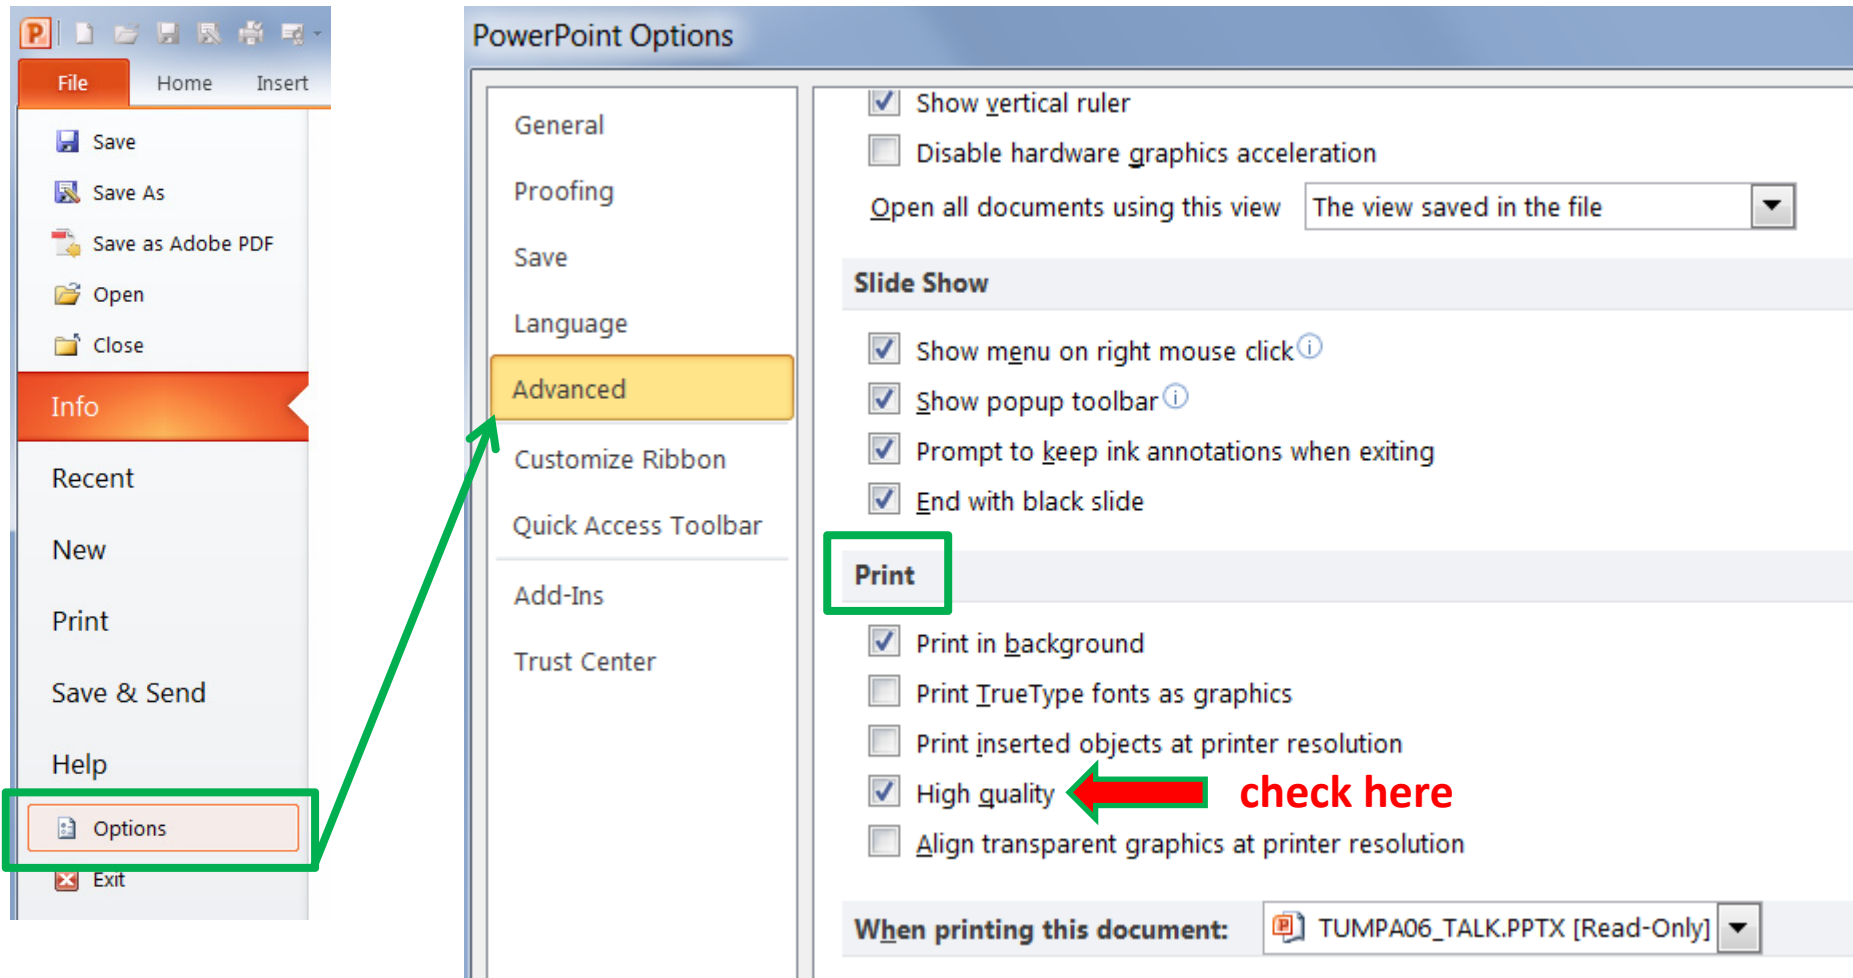 File Home Insert
Save
Save As
Save as Adobe PDF
Open
Close
Info
Recent
New
Print
Save & Send
Help
Options
Exit
PowerPoint Options
General
Proofing
Save
Language
Advanced
Customize Ribbon
Quick Access Toolbar
Add-Ins
Trust Center
Show vertical ruler
Disable hardware graphics acceleration
Open all documents using this view The view saved in the file
Slide Show
Show menu on right mouse click
Show popup toolbar
Prompt to keep ink annotations when exiting
End with black slide
Print
Print in background
Print TrueType fonts as graphics
Print inserted objects at printer resolution
High quality check here
Align transparent graphics at printer resolution
When printing this document: TUMPA06_TALK.PPTX [Read-Only]